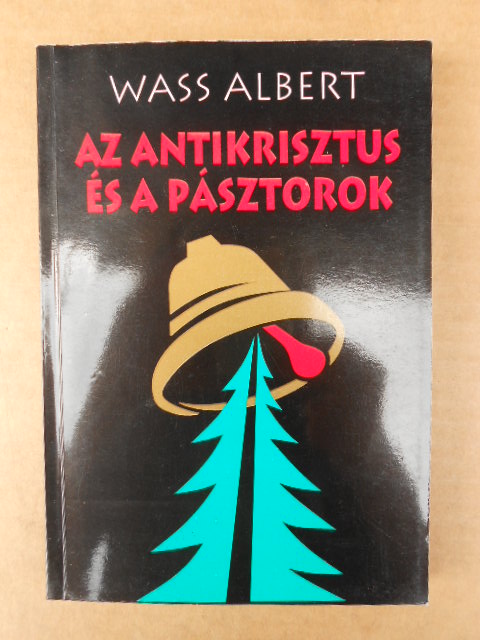 WASS ALBERT
AZ ANTIKRISZTUS
ÉS A PÁSZTOROK